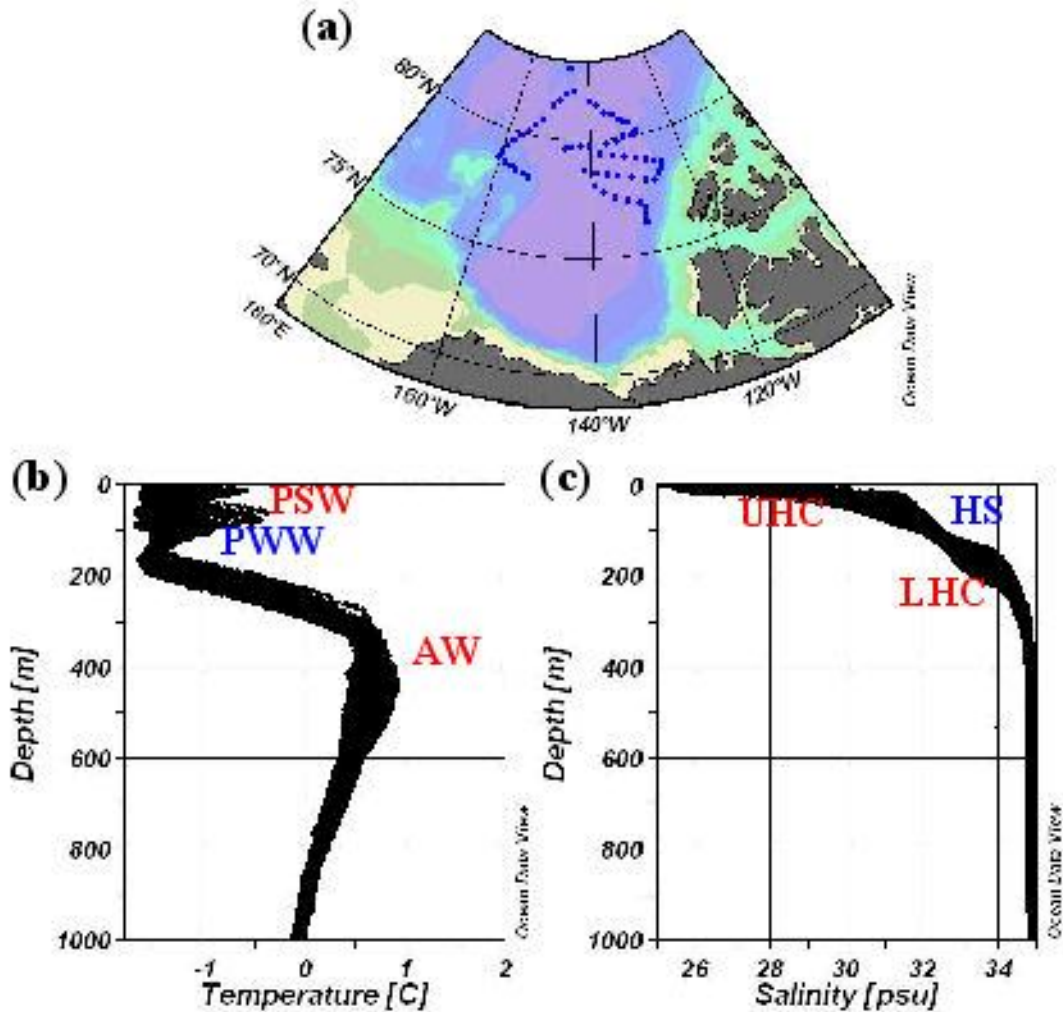 (a)
80°N
75°N
70°N
160°E
160°W
140°W
120°W
Ocean Data View
(b)
0
200
400
600
800
1000
Depth [m]
PSW
PWW
AW
-1 0 1 2
Temperature [C]
Ocean Data View
(c)
0
200
400
600
800
1000
Depth [m]
UHC
HS
LHC
26 28 30 32 34
Salinity [psu]
Ocean Data View